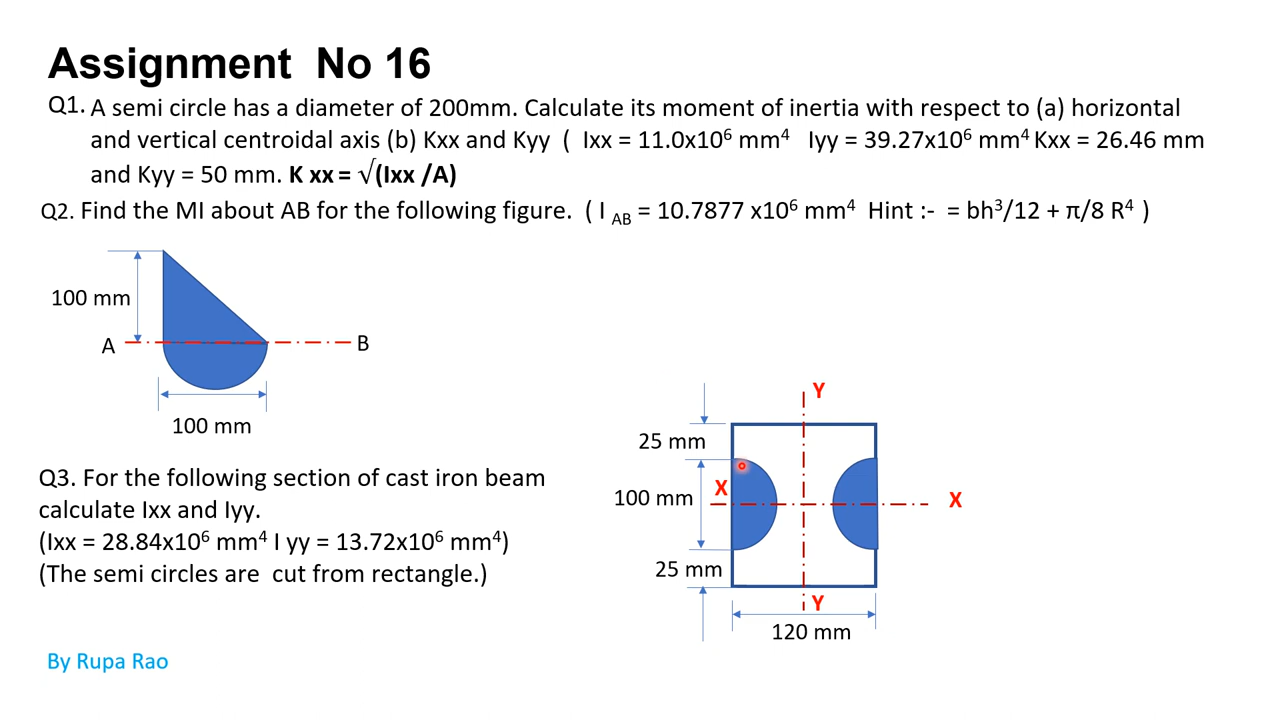 Assignment  No 16
Q1. A semi circle has a diameter of 200mm. Calculate its moment of inertia with respect to (a) horizontal
and vertical centroidal axis (b) Kxx and Kyy  (  Ixx = 11.0x10⁶ mm⁴   Iyy = 39.27x10⁶ mm⁴ Kxx = 26.46 mm
and Kyy = 50 mm. K xx = √(Ixx /A)
Q2. Find the MI about AB for the following figure.  ( I AB = 10.7877 x10⁶ mm⁴  Hint :-  = bh³/12 + π/8 R⁴ )
100 mm
A
B
100 mm
Q3. For the following section of cast iron beam
calculate Ixx and Iyy.
(Ixx = 28.84x10⁶ mm⁴ I yy = 13.72x10⁶ mm⁴)
(The semi circles are  cut from rectangle.)
Y
25 mm
X
100 mm
X
25 mm
Y
120 mm
By Rupa Rao